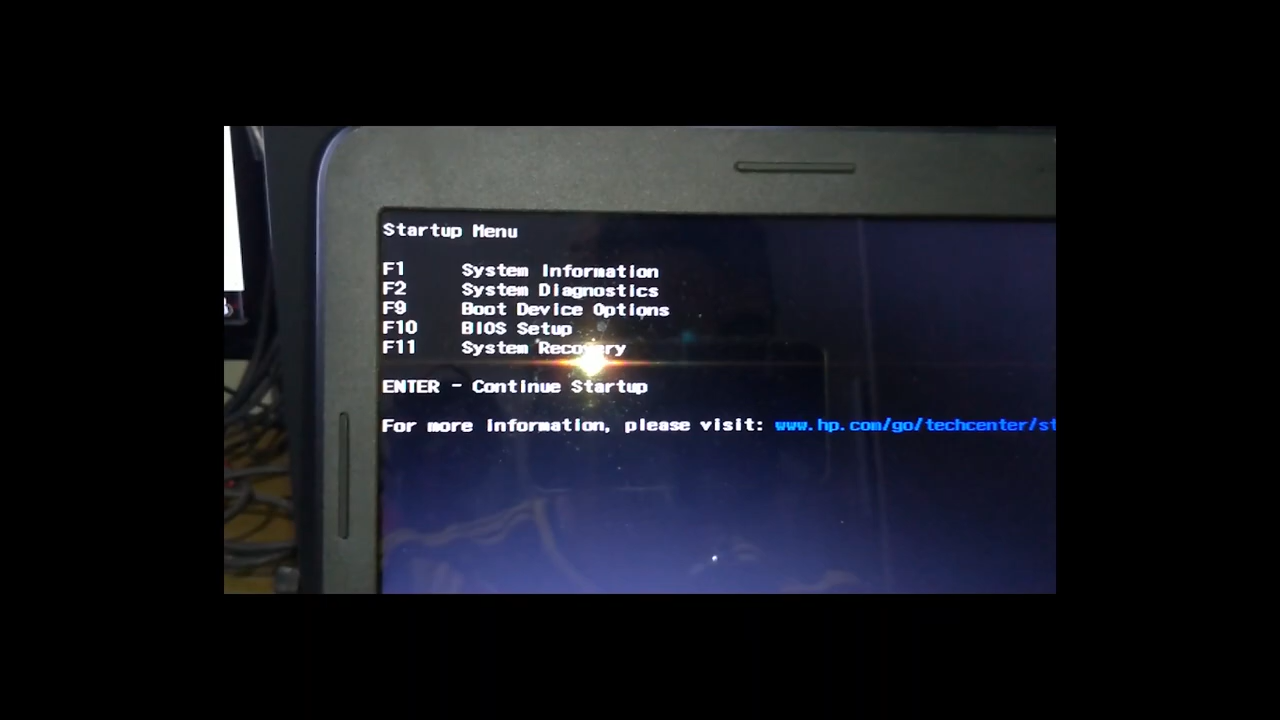 Startup Menu
F1 System Information
F2 System Diagnostics
F9 Boot Device Options
F10 BIOS Setup
F11 System Recovery
ENTER - Continue Startup
For more information, please visit: www.hp.com/go/techcenter/st